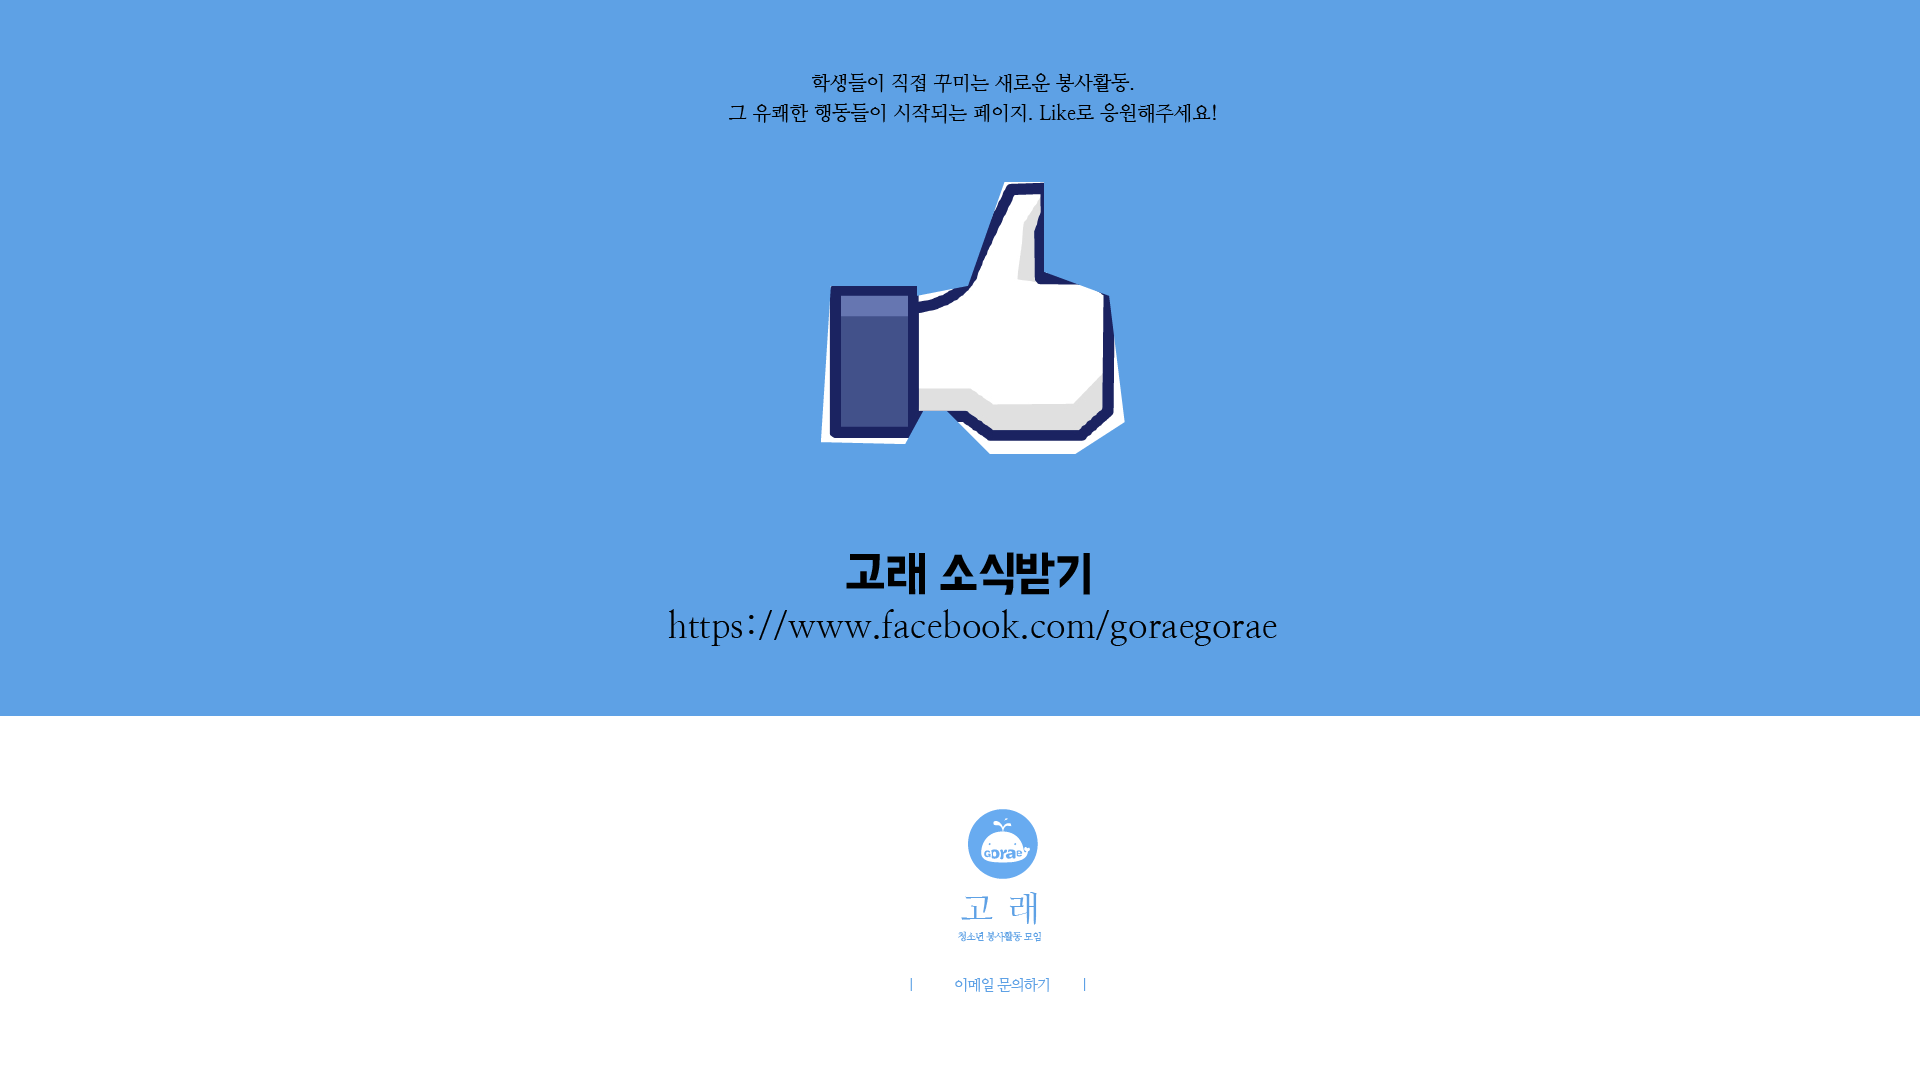 학생들이 직접 꾸미는 새로운 봉사활동.
그 유쾌한 행동들이 시작되는 페이지. Like로 응원해주세요!
고래 소식받기
https://www.facebook.com/goraegorae
Gorae
고 래
청소년 봉사활동 모임
| 이메일 문의하기 |